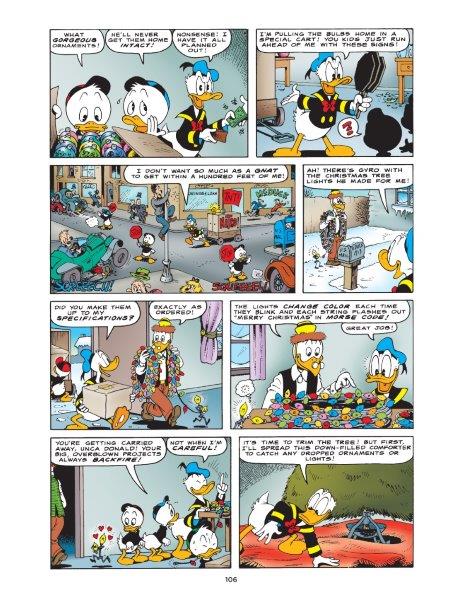 WHAT
GORGEOUS
ORNAMENTS!
HE'LL NEVER
GET THEM HOME
INTACT!
NONSENSE! I
HAVE IT ALL
PLANNED
OUT!
I'M PULLING THE BULBS HOME IN A
SPECIAL CART! YOU KIDS JUST RUN
AHEAD OF ME WITH THESE SIGNS!
?
I DON'T WANT SO MUCH AS A GNAT
TO GET WITHIN A HUNDRED FEET OF ME!
TNT!
AH! THERE'S GYRO WITH
THE CHRISTMAS TREE
LIGHTS HE MADE FOR ME!
DID YOU MAKE THEM
UP TO MY
SPECIFICATIONS?
EXACTLY AS
ORDERED!
THE LIGHTS CHANGE COLOR EACH TIME
THEY BLINK AND EACH STRING FLASHES OUT
"MERRY CHRISTMAS" IN MORSE CODE!
GREAT JOB!
YOU'RE GETTING CARRIED
AWAY, UNCA DONALD! YOUR
BIG, OVERBLOWN PROJECTS
ALWAYS BACKFIRE!
NOT WHEN I'M
CAREFUL!
IT'S TIME TO TRIM THE TREE! BUT FIRST,
I'LL SPREAD THIS DOWN-FILLED COMFORTER
TO CATCH ANY DROPPED ORNAMENTS OR
LIGHTS!
106